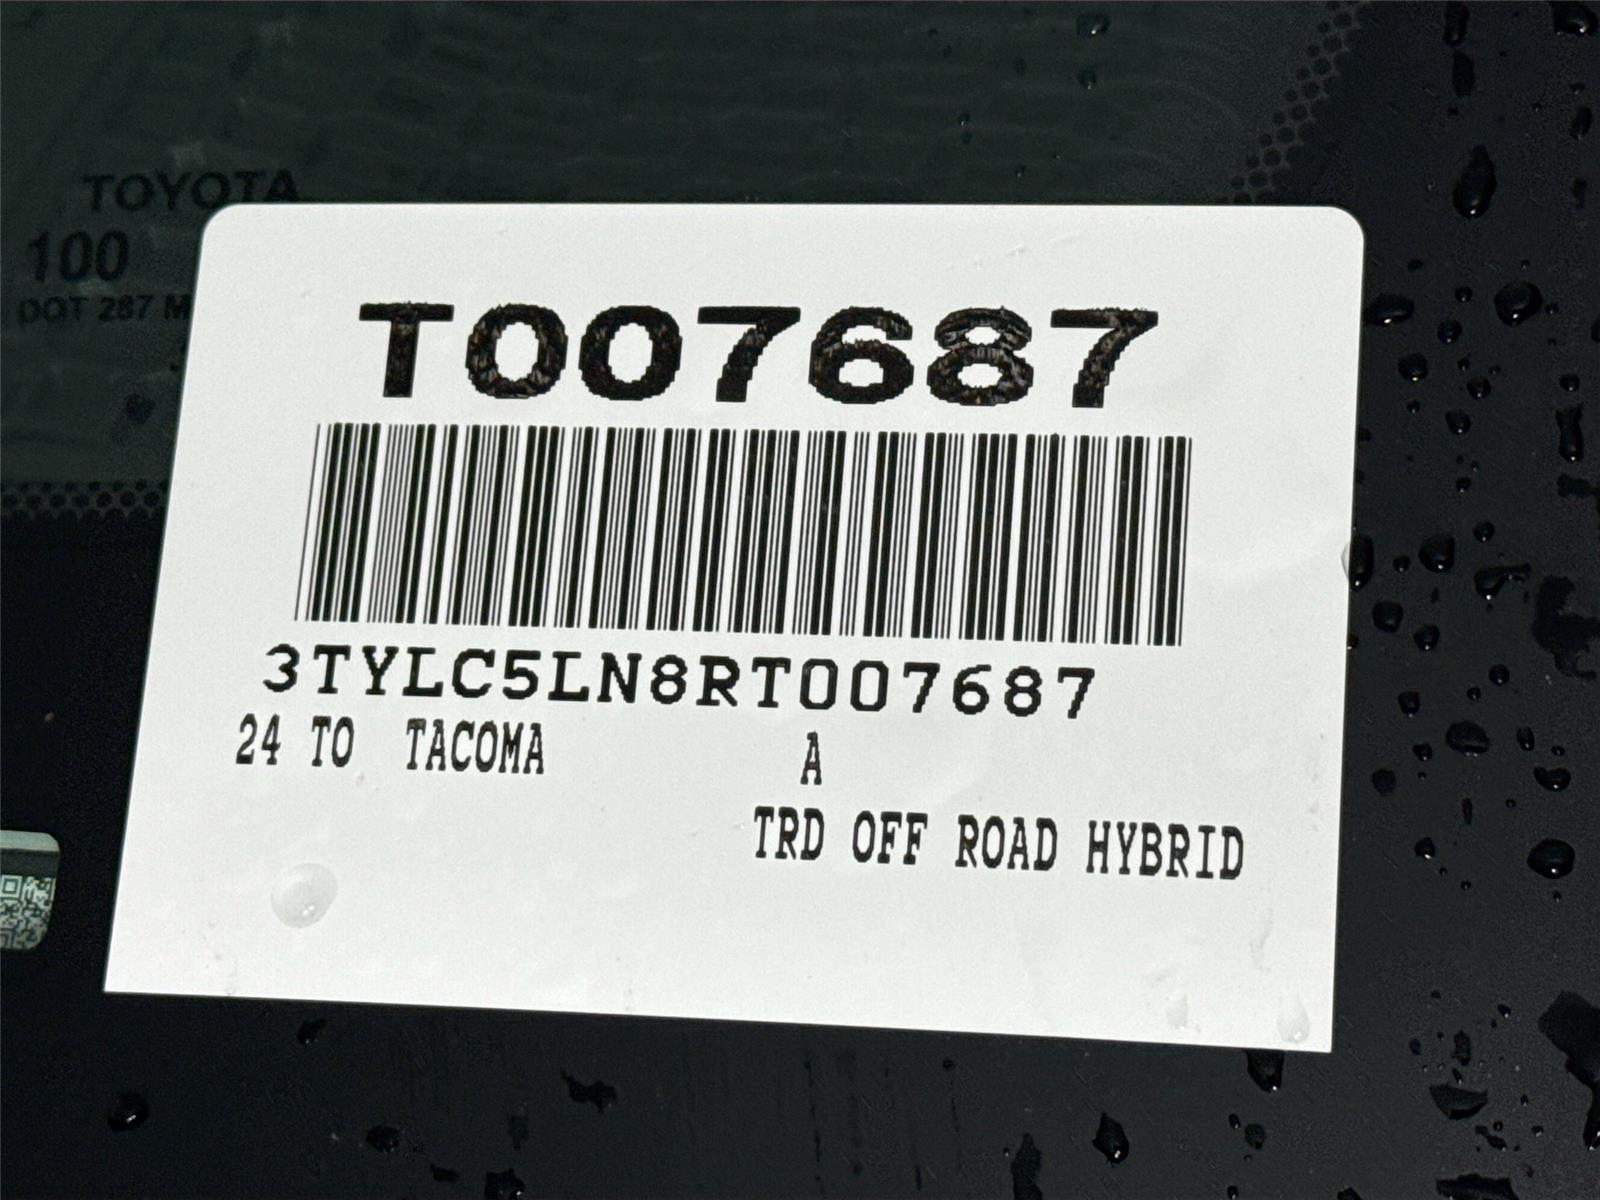 TOYOTA
100
DOT 287 M
T007687
3TYLC5LN8RT007687
24 TO TACOMA A
TRD OFF ROAD HYBRID